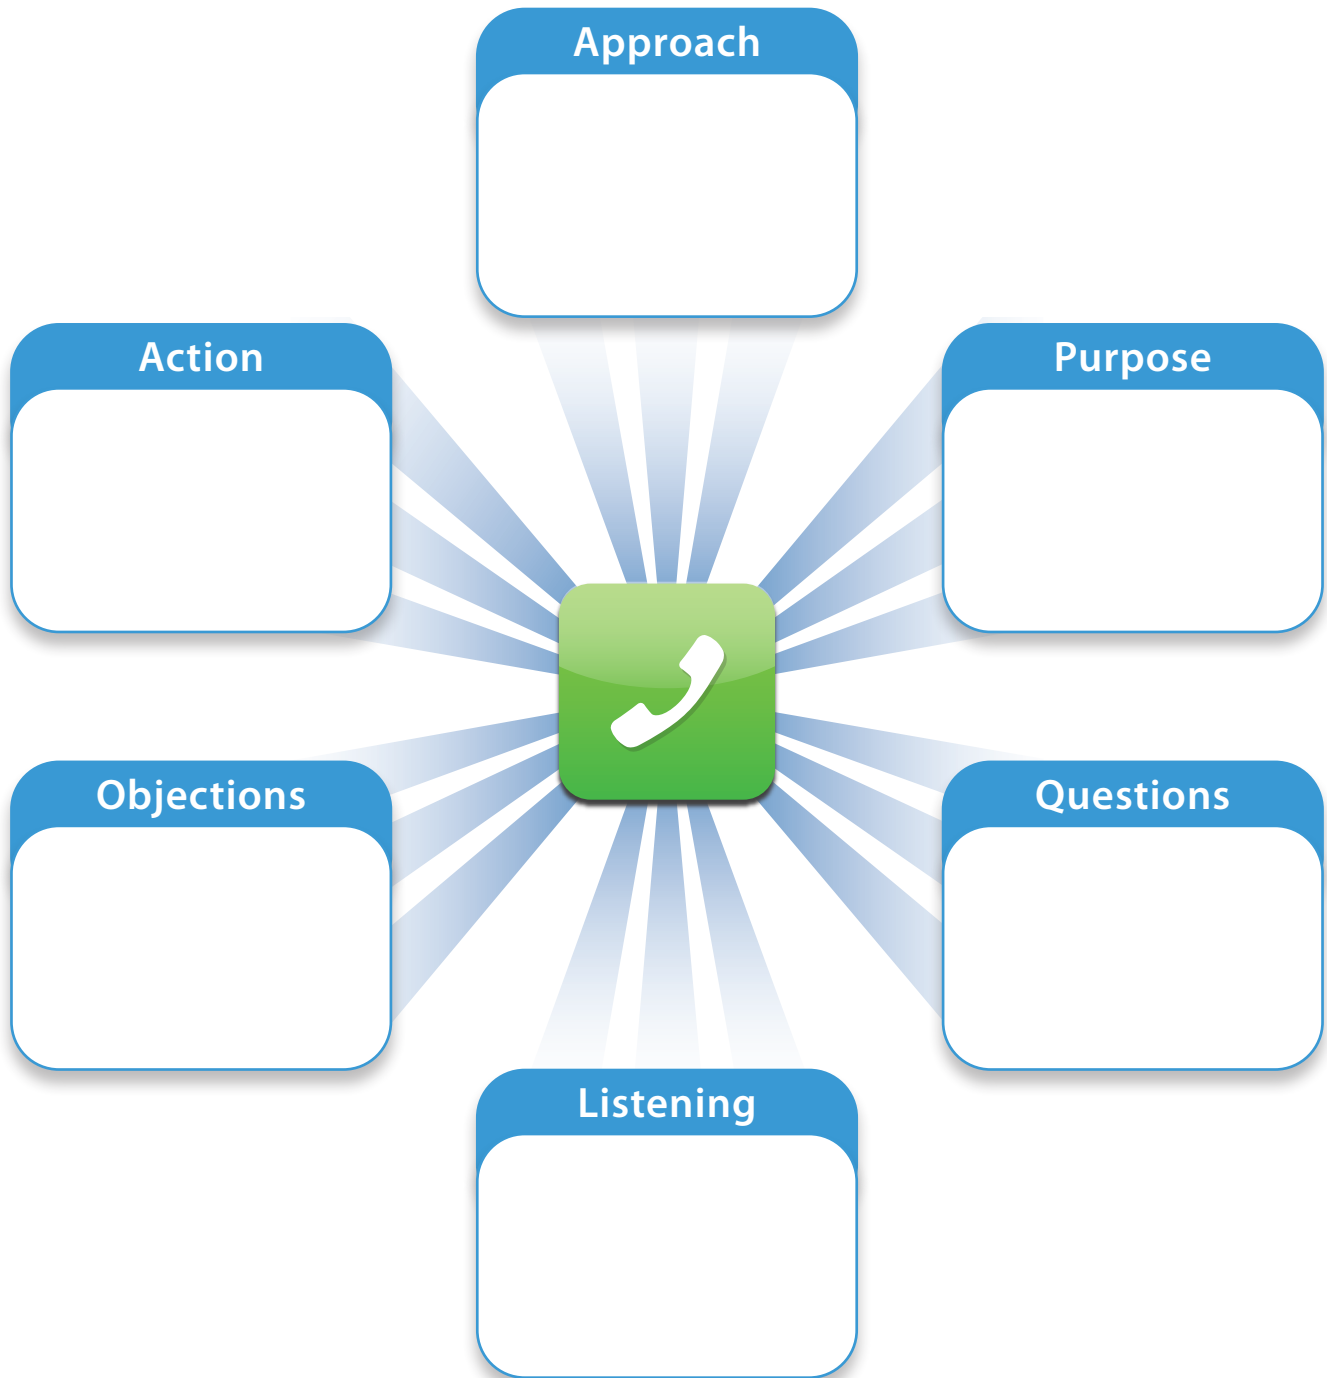 Approach
Action
Purpose
Objections
Questions
Listening